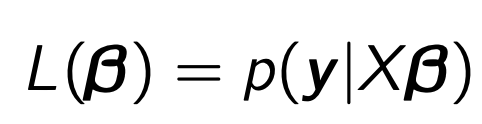 L(𝜷) = p(𝒚|X𝜷)